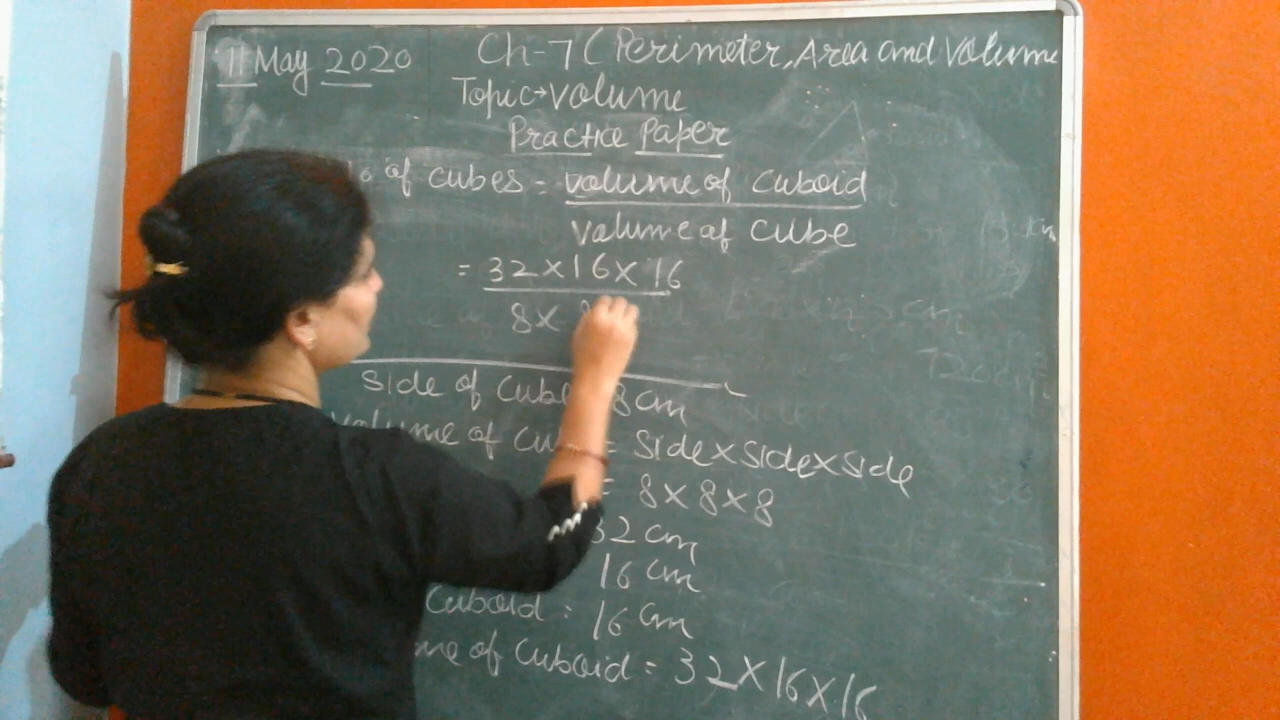 11 May 2020 Ch-7 ( Perimeter, Area and Volume
Topic→Volume
Practice Paper
of cubes = volume of cuboid
volume of cube
= 32×16×16
8×
side of cube 8 cm
volume of cu = side×side×side
= 8×8×8
32 cm
16 cm
Cuboid = 16 cm
me of cuboid = 32×16×16